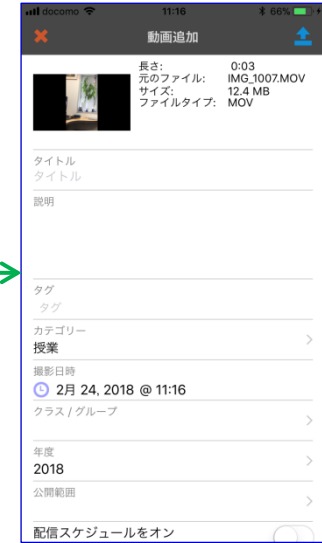 docomo 11:16 66%
動画追加
長さ: 0:03
元のファイル: IMG_1007.MOV
サイズ: 12.4 MB
ファイルタイプ: MOV
タイトル
タイトル
説明
タグ
タグ
カテゴリー
授業
撮影日時
2月 24, 2018 @ 11:16
クラス / グループ
年度
2018
公開範囲
配信スケジュールをオン